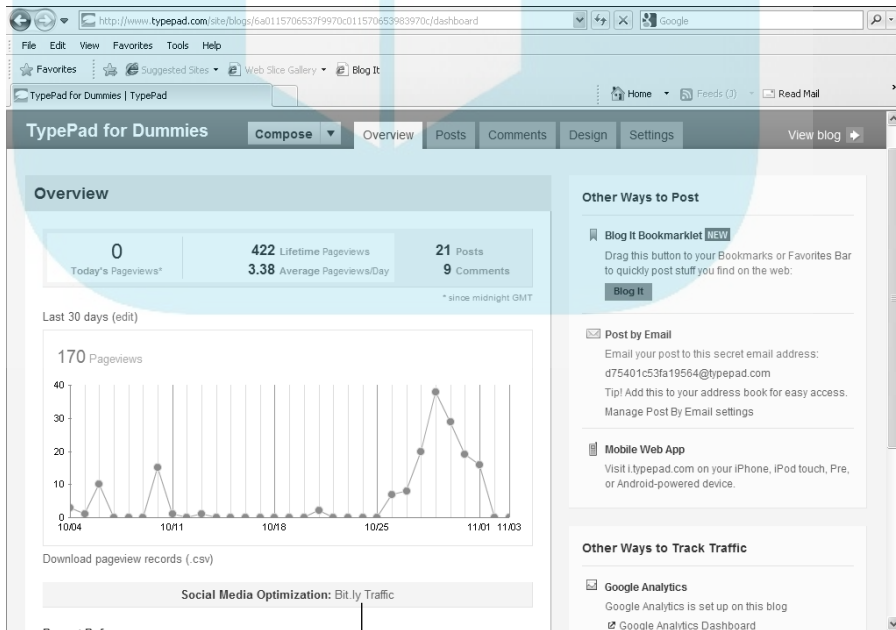 http://www.typepad.com/site/blogs/6a0115706537f9970c011570653983970c/dashboard
Google
File Edit View Favorites Tools Help
Favorites Suggested Sites Web Slice Gallery Blog It
TypePad for Dummies | TypePad
Home Feeds (J) Read Mail
TypePad for Dummies
Compose Overview Posts Comments Design Settings View blog
Overview
0
Today's Pageviews*
422 Lifetime Pageviews
3.38 Average Pageviews/Day
21 Posts
9 Comments
* since midnight GMT
Last 30 days (edit)
170 Pageviews
40
30
20
10
0
10/04 10/11 10/18 10/25 11/01 11/03
Download pageview records (.csv)
Social Media Optimization: Bit.ly Traffic
Other Ways to Post
Blog It Bookmarklet NEW
Drag this button to your Bookmarks or Favorites Bar
to quickly post stuff you find on the web:
Blog It
Post by Email
Email your post to this secret email address:
d75401c53fa19564@typepad.com
Tip! Add this to your address book for easy access.
Manage Post By Email settings
Mobile Web App
Visit i.typepad.com on your iPhone, iPod touch, Pre,
or Android-powered device.
Other Ways to Track Traffic
Google Analytics
Google Analytics is set up on this blog
Google Analytics Dashboard